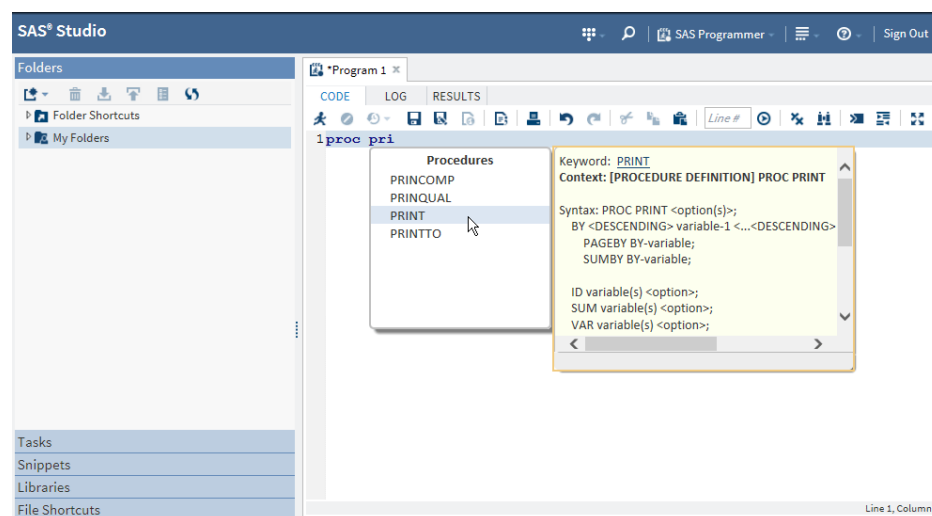 SAS® Studio
SAS Programmer
Sign Out
Folders
*Program 1
Folder Shortcuts
My Folders
CODE LOG RESULTS
Line #
1 proc pri
Procedures
PRINCOMP
PRINQUAL
PRINT
PRINTTO
Keyword: PRINT
Context: [PROCEDURE DEFINITION] PROC PRINT
Syntax: PROC PRINT <option(s)>;
BY <DESCENDING> variable-1 <...<DESCENDING>
PAGEBY BY-variable;
SUMBY BY-variable;
ID variable(s) <option>;
SUM variable(s) <option>;
VAR variable(s) <option>;
Tasks
Snippets
Libraries
File Shortcuts
Line 1, Column